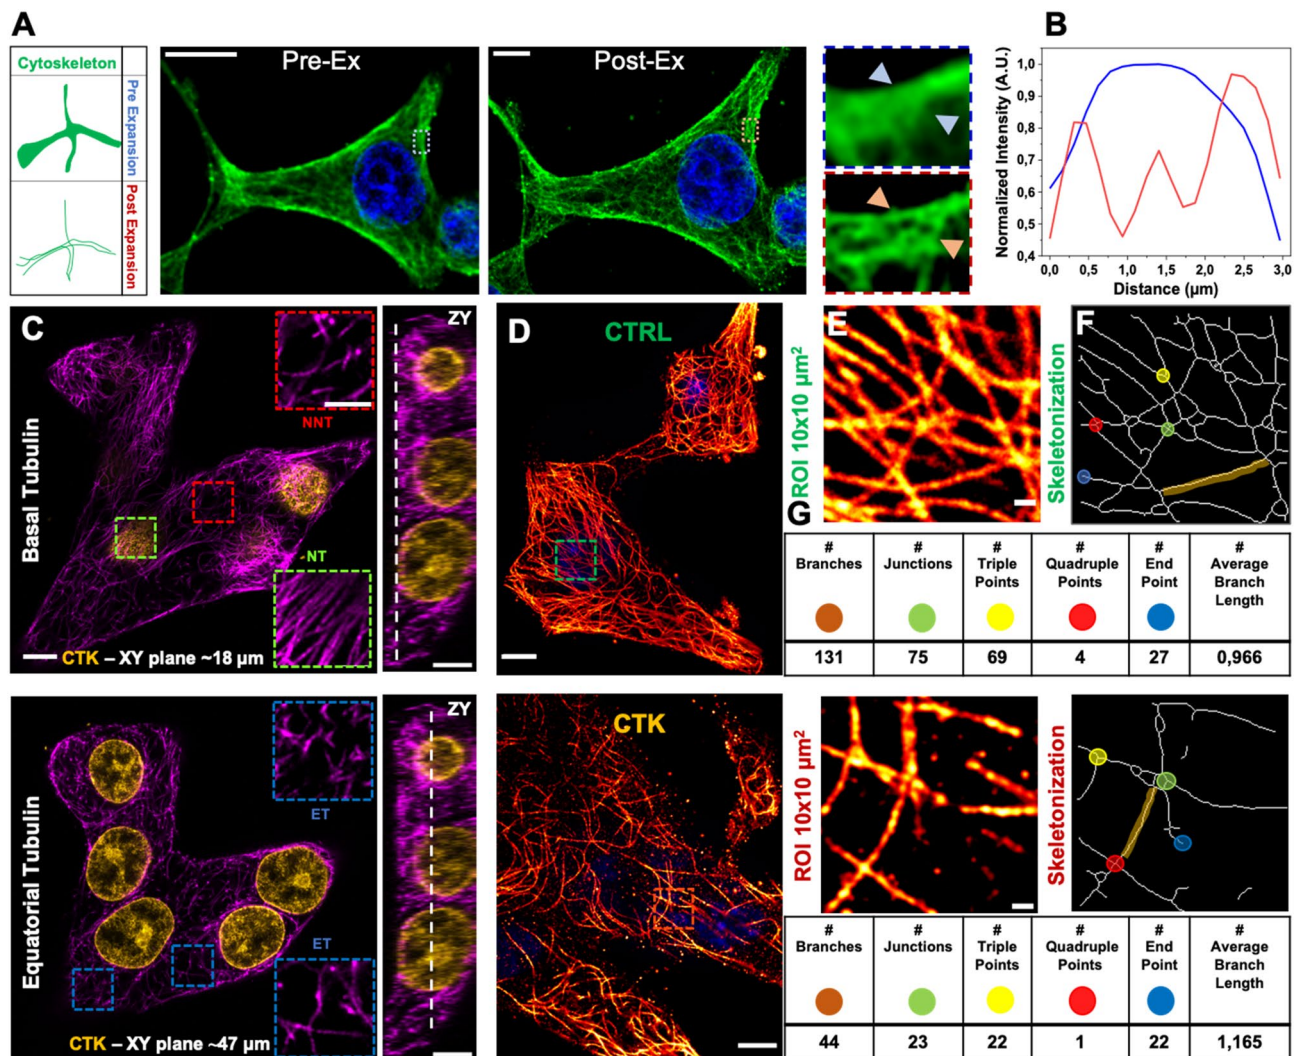 A
B
Cytoskeleton
Pre Expansion
Post Expansion
Pre-Ex
Post-Ex
Normalized Intensity (A.U.)
1,0
0,9
0,8
0,7
0,6
0,5
0,4
0,0
0,5
1,0
1,5
2,0
2,5
3,0
Distance (µm)
C
Basal Tubulin
NNT
NT
CTK – XY plane ~18 µm
ZY
D
CTRL
E
ROI 10x10 µm²
F
Skeletonization
G
# Branches
# Junctions
# Triple Points
# Quadruple Points
# End Point
# Average Branch Length
131 75 69 4 27 0,966
Equatorial Tubulin
ET
ET
CTK – XY plane ~47 µm
ZY
CTK
ROI 10x10 µm²
Skeletonization
# Branches
# Junctions
# Triple Points
# Quadruple Points
# End Point
# Average Branch Length
44 23 22 1 22 1,165